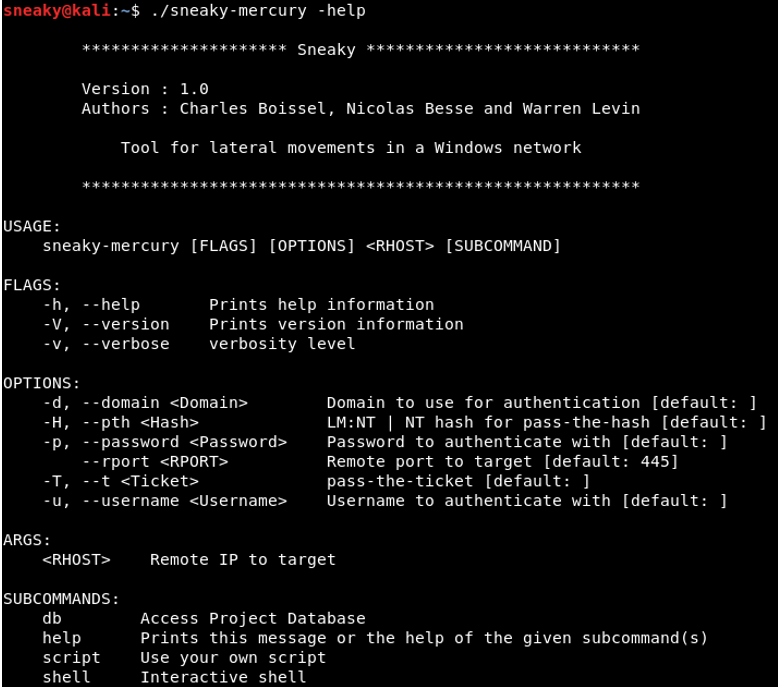 sneaky@kali:~$ ./sneaky-mercury -help
********************* Sneaky ****************************
Version : 1.0
Authors : Charles Boissel, Nicolas Besse and Warren Levin
Tool for lateral movements in a Windows network
*********************************************************
USAGE:
sneaky-mercury [FLAGS] [OPTIONS] <RHOST> [SUBCOMMAND]
FLAGS:
-h, --help Prints help information
-V, --version Prints version information
-v, --verbose verbosity level
OPTIONS:
-d, --domain <Domain> Domain to use for authentication [default: ]
-H, --pth <Hash> LM:NT | NT hash for pass-the-hash [default: ]
-p, --password <Password> Password to authenticate with [default: ]
--rport <RPORT> Remote port to target [default: 445]
-T, --t <Ticket> pass-the-ticket [default: ]
-u, --username <Username> Username to authenticate with [default: ]
ARGS:
<RHOST> Remote IP to target
SUBCOMMANDS:
db Access Project Database
help Prints this message or the help of the given subcommand(s)
script Use your own script
shell Interactive shell